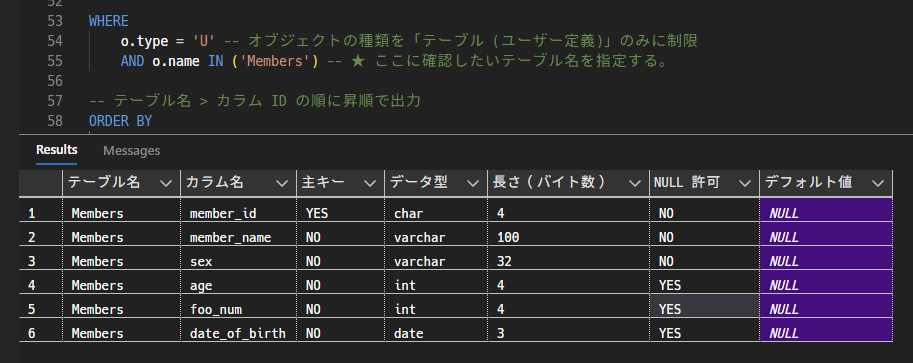 52
53 WHERE
54 o.type = 'U' -- オブジェクトの種類を「テーブル (ユーザー定義)」のみに制限
55 AND o.name IN ('Members') -- ★ ここに確認したいテーブル名を指定する。
56
57 -- テーブル名 > カラム ID の順に昇順で出力
58 ORDER BY
Results Messages
テーブル名 カラム名 主キー データ型 長さ ( バイト数 ) NULL 許可 デフォルト値
1 Members member_id YES char 4 NO NULL
2 Members member_name NO varchar 100 NO NULL
3 Members sex NO varchar 32 NO NULL
4 Members age NO int 4 YES NULL
5 Members foo_num NO int 4 YES NULL
6 Members date_of_birth NO date 3 YES NULL